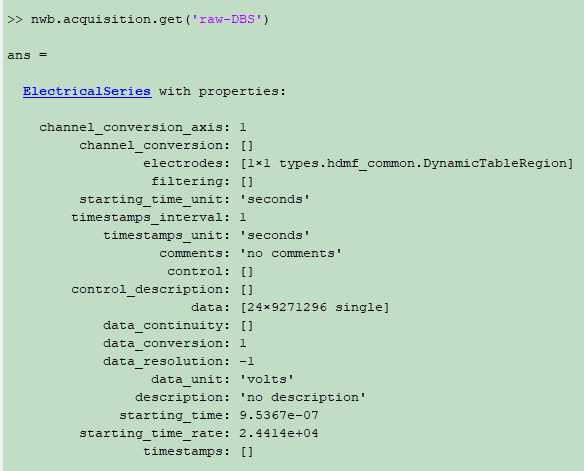 >> nwb.acquisition.get('raw-DBS')
ans =
ElectricalSeries with properties:
channel_conversion_axis: 1
channel_conversion: []
electrodes: [1×1 types.hdmf_common.DynamicTableRegion]
filtering: []
starting_time_unit: 'seconds'
timestamps_interval: 1
timestamps_unit: 'seconds'
comments: 'no comments'
control: []
control_description: []
data: [24×9271296 single]
data_continuity: []
data_conversion: 1
data_resolution: -1
data_unit: 'volts'
description: 'no description'
starting_time: 9.5367e-07
starting_time_rate: 2.4414e+04
timestamps: []